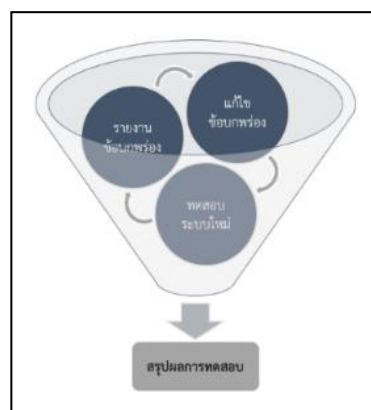 แก้ไข
ข้อบกพร่อง
รายงาน
ข้อบกพร่อง
ทดสอบ
ระบบใหม่
สรุปผลการทดสอบ